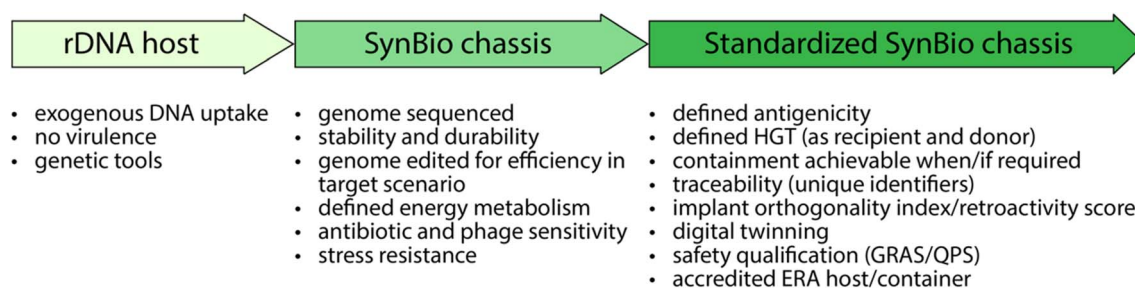 rDNA host
SynBio chassis
Standardized SynBio chassis
• exogenous DNA uptake
• no virulence
• genetic tools
• genome sequenced
• stability and durability
• genome edited for efficiency in
target scenario
• defined energy metabolism
• antibiotic and phage sensitivity
• stress resistance
• defined antigenicity
• defined HGT (as recipient and donor)
• containment achievable when/if required
• traceability (unique identifiers)
• implant orthogonality index/retroactivity score
• digital twinning
• safety qualification (GRAS/QPS)
• accredited ERA host/container